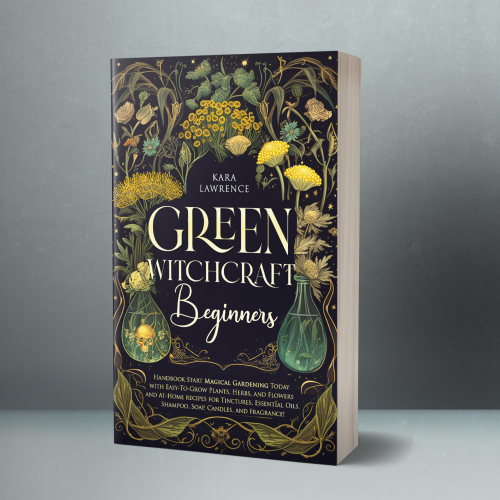 KARA
LAWRENCE
GREEN
WITCHCRAFT
Beginners
HANDBOOK START MAGICAL GARDENING TODAY
WITH EASY-TO-GROW PLANTS, HERBS, AND FLOWERS
AND AT-HOME RECIPES FOR TINCTURES, ESSENTIAL OILS,
SHAMPOO, SOAP, CANDLES, AND FRAGRANCE!